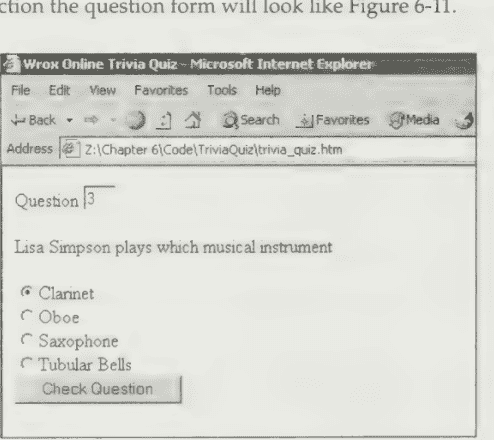 ction the question form will look like Figure 6-11.
Wrox Online Trivia Quiz - Microsoft Internet Explorer
File Edit View Favorites Tools Help
Back Search Favorites Media
Address Z:\Chapter 6\Code\TriviaQuiz\trivia_quiz.htm
Question 3
Lisa Simpson plays which musical instrument
Clarinet
Oboe
Saxophone
Tubular Bells
Check Question